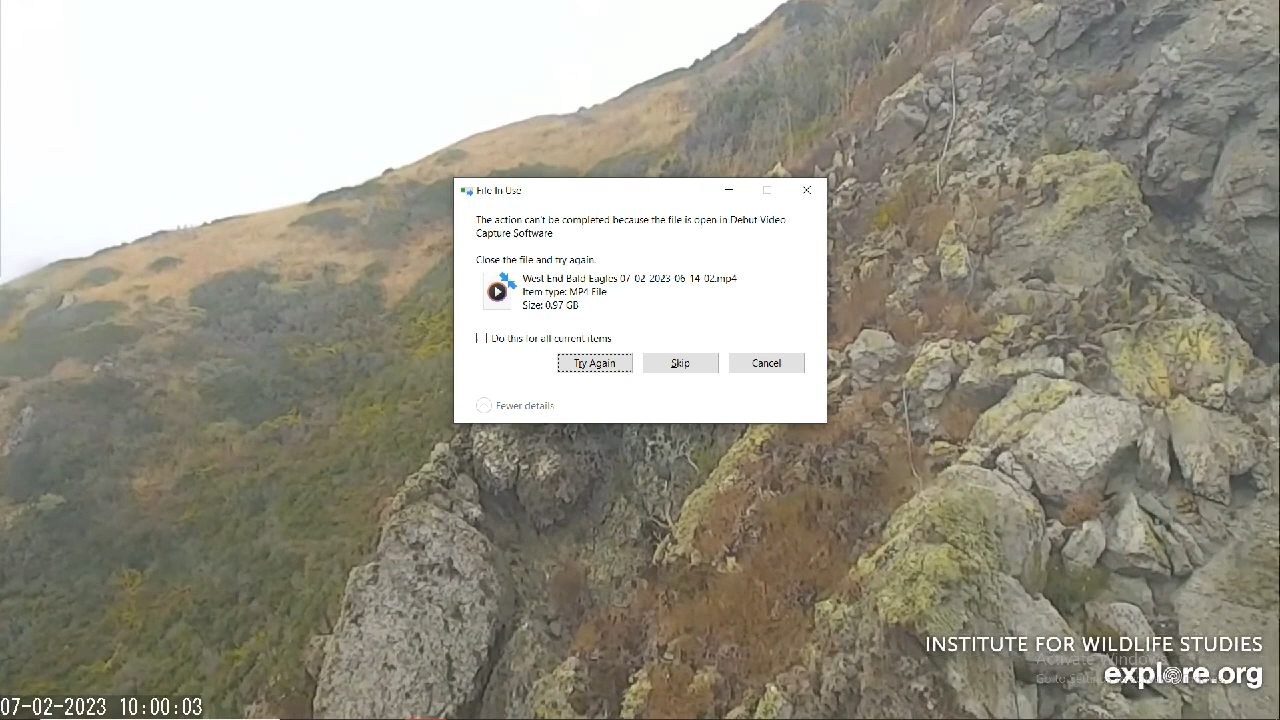 File In Use
The action can't be completed because the file is open in Debut Video
Capture Software
Close the file and try again.
West End Bald Eagles 07-02-2023-06-14-02.mp4
Item type: MP4 File
Size: 0.97 GB
Do this for all current items
Try Again
Skip
Cancel
Fewer details
INSTITUTE FOR WILDLIFE STUDIES
Activate Windows
explore.org
07-02-2023 10:00:03